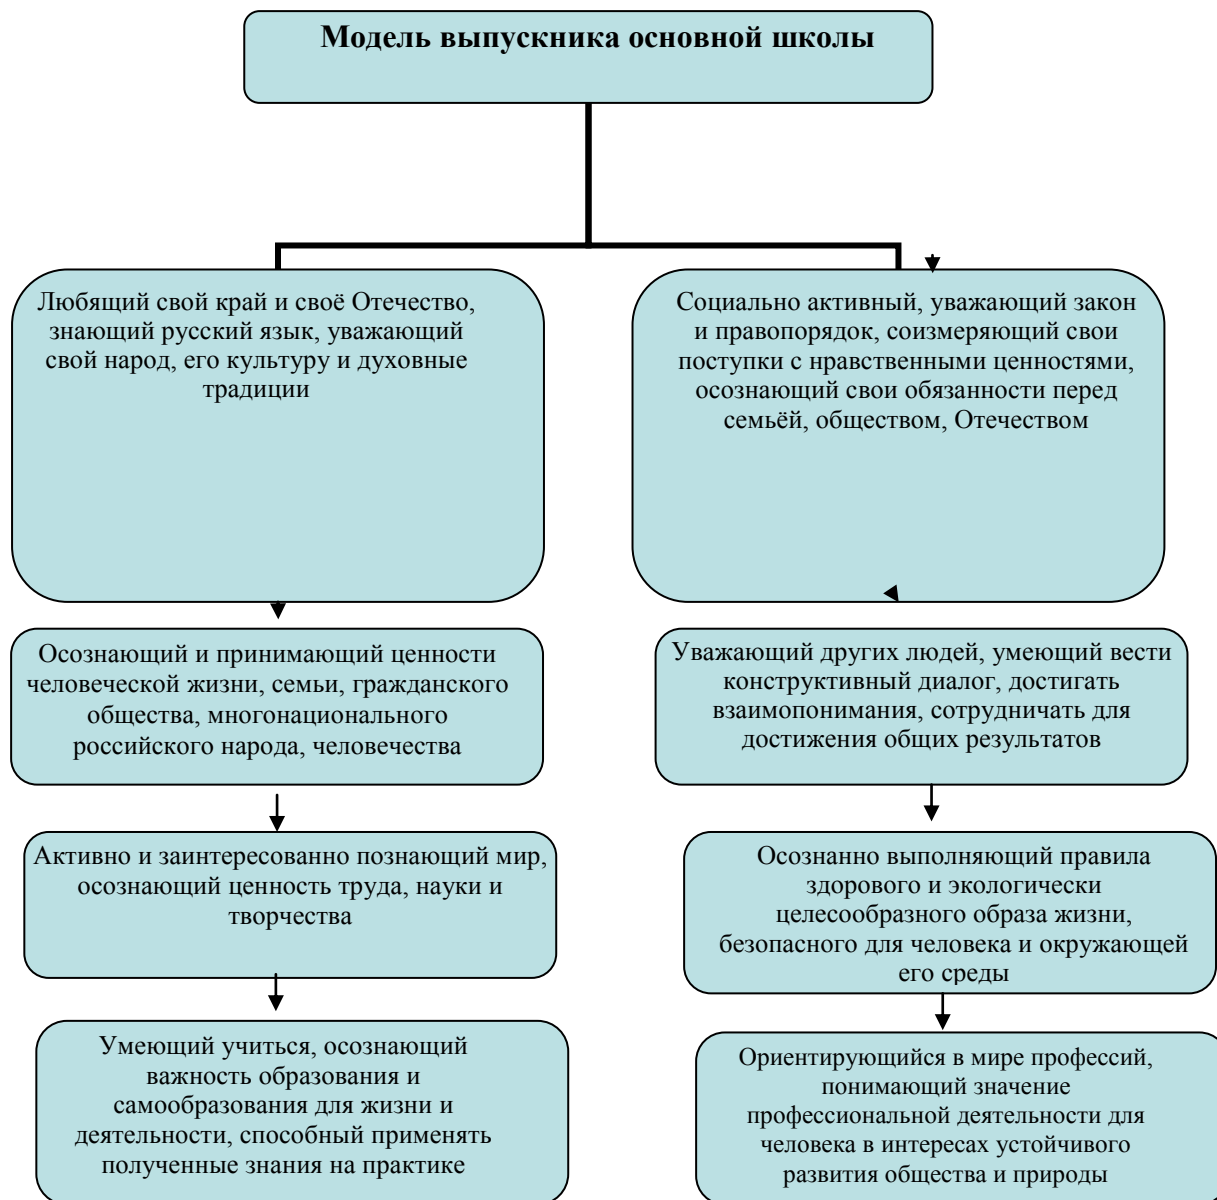 Модель выпускника основной школы
Любящий свой край и своё Отечество,
знающий русский язык, уважающий
свой народ, его культуру и духовные
традиции
Социально активный, уважающий закон
и правопорядок, соизмеряющий свои
поступки с нравственными ценностями,
осознающий свои обязанности перед
семьёй, обществом, Отечеством
Осознающий и принимающий ценности
человеческой жизни, семьи, гражданского
общества, многонационального
российского народа, человечества
Уважающий других людей, умеющий вести
конструктивный диалог, достигать
взаимопонимания, сотрудничать для
достижения общих результатов
Активно и заинтересованно познающий мир,
осознающий ценность труда, науки и
творчества
Осознанно выполняющий правила
здорового и экологически
целесообразного образа жизни,
безопасного для человека и окружающей
его среды
Умеющий учиться, осознающий
важность образования и
самообразования для жизни и
деятельности, способный применять
полученные знания на практике
Ориентирующийся в мире профессий,
понимающий значение
профессиональной деятельности для
человека в интересах устойчивого
развития общества и природы